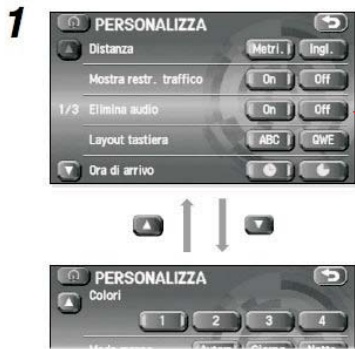 1
PERSONALIZZA
Distanza Metri. Ingl.
Mostra restr. traffico On Off
1/3 Elimina audio On Off
Layout tastiera ABC QWE
Ora di arrivo
PERSONALIZZA
Colori
1 2 3 4